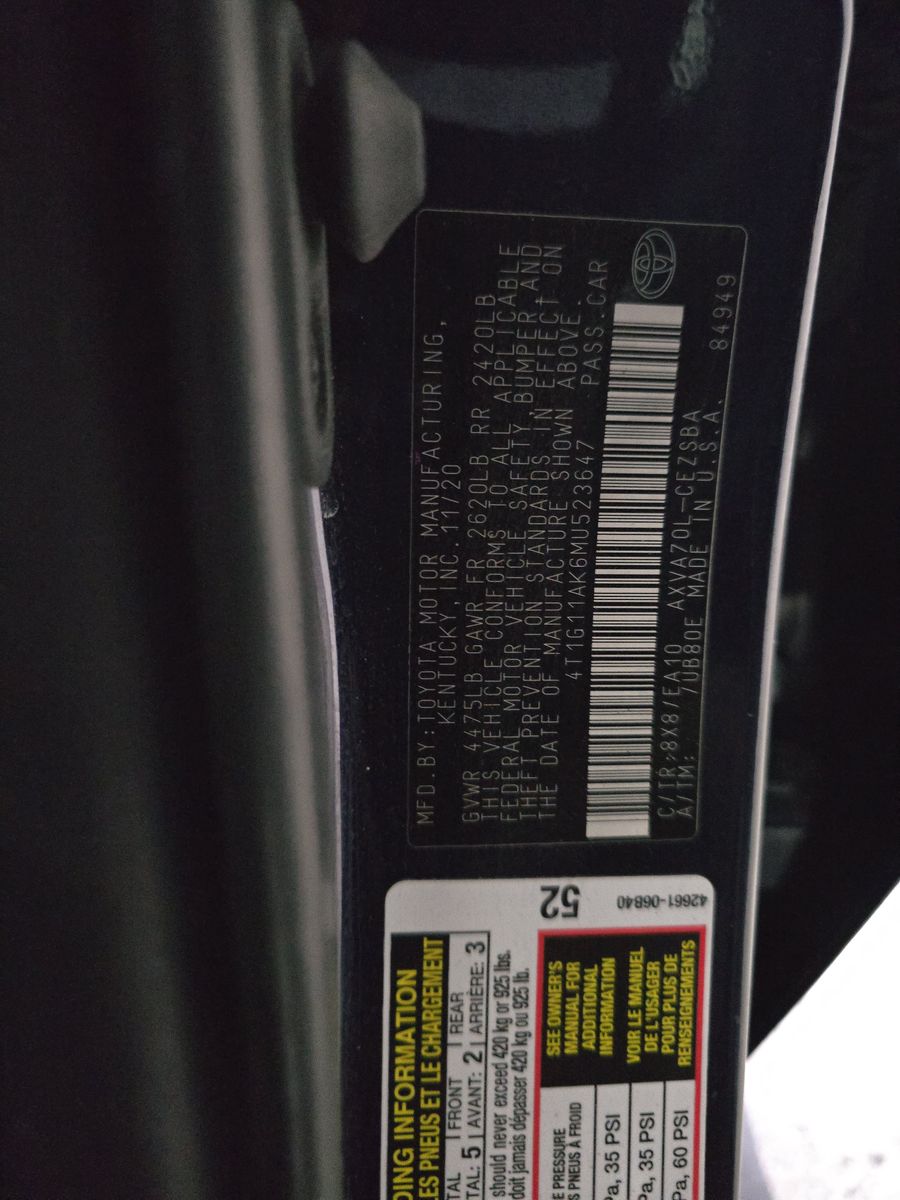 MFD.BY:TOYOTA MOTOR MANUFACTURING,
KENTUCKY, INC. 11/20
GVWR 4475LB GAWR FR 2620LB RR 2420LB
THIS VEHICLE CONFORMS TO ALL APPLICABLE
FEDERAL MOTOR VEHICLE SAFETY, BUMPER, AND
THEFT PREVENTION STANDARDS IN EFFECT ON
THE DATE OF MANUFACTURE SHOWN ABOVE.
4T1G11AK6MU523647 PASS.CAR
C/TR:8X8/EA10 AXVA70L-CEZSBA
A/TM: /UB80E MADE IN U.S.A. 84949
DING INFORMATION
LES PNEUS ET LE CHARGEMENT
TAL FRONT REAR
TAL: 5 AVANT: 2 ARRIÈRE: 3
should never exceed 420 kg or 925 lbs.
doit jamais dépasser 420 kg ou 925 lb.
E PRESSURE
S PNEUS À FROID
Pa, 35 PSI
Pa, 35 PSI
Pa, 60 PSI
SEE OWNER'S
MANUAL FOR
ADDITIONAL
INFORMATION
VOIR LE MANUEL
DE L'USAGER
POUR PLUS DE
RENSEIGNEMENTS
52
42661-06B40